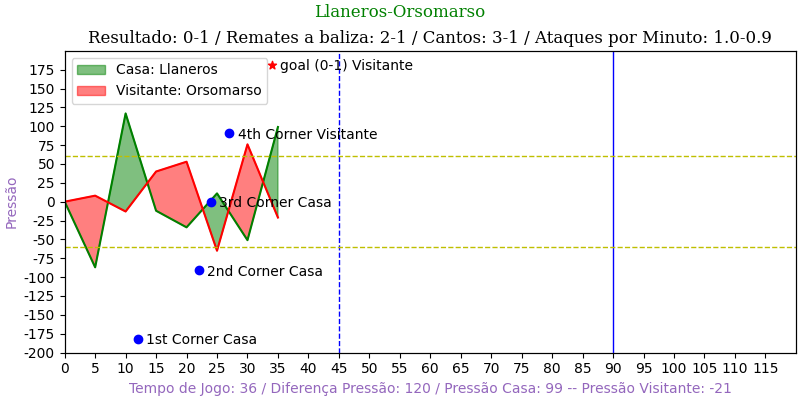 Llaneros-Orsomarso
Resultado: 0-1 / Remates a baliza: 2-1 / Cantos: 3-1 / Ataques por Minuto: 1.0-0.9
Casa: Llaneros
Visitante: Orsomarso
goal (0-1) Visitante
4th Corner Visitante
3rd Corner Casa
2nd Corner Casa
1st Corner Casa
Pressão
175
150
125
100
75
50
25
0
-25
-50
-75
-100
-125
-150
-175
-200
0 5 10 15 20 25 30 35 40 45 50 55 60 65 70 75 80 85 90 95 100 105 110 115
Tempo de Jogo: 36 / Diferença Pressão: 120 / Pressão Casa: 99 -- Pressão Visitante: -21